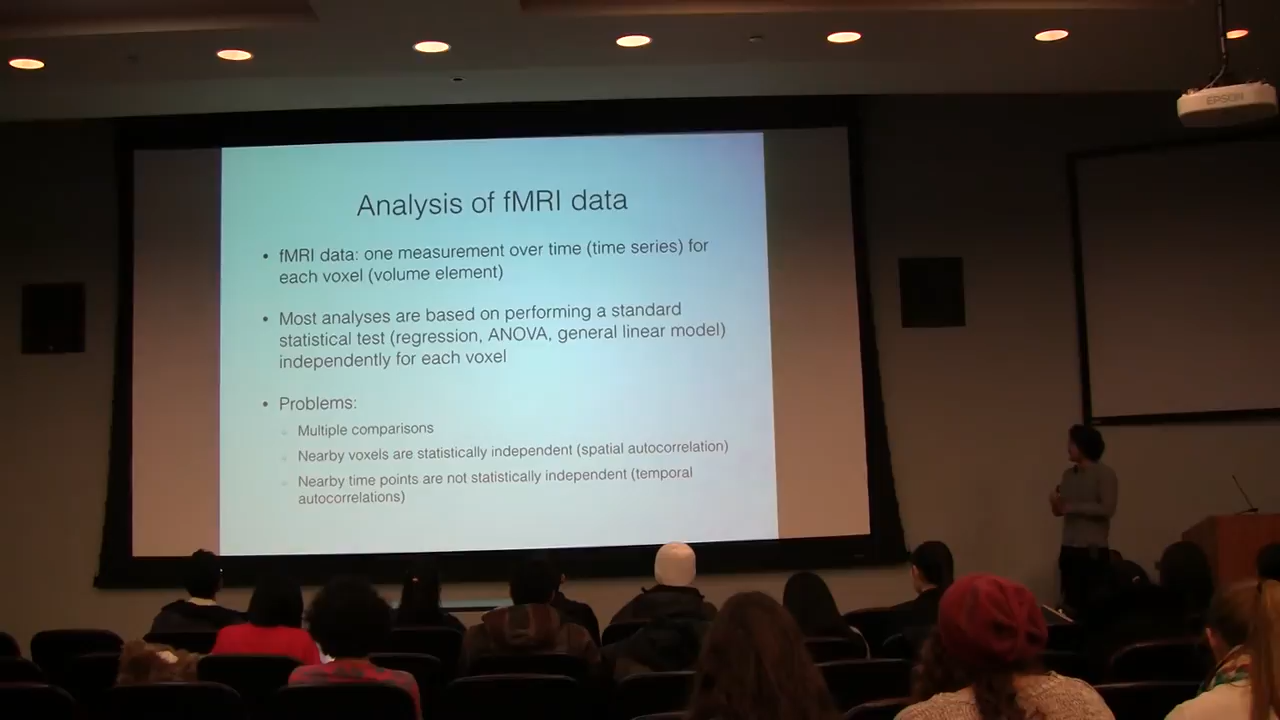 Analysis of fMRI data
• fMRI data: one measurement over time (time series) for
each voxel (volume element)
• Most analyses are based on performing a standard
statistical test (regression, ANOVA, general linear model)
independently for each voxel
• Problems:
Multiple comparisons
Nearby voxels are statistically independent (spatial autocorrelation)
Nearby time points are not statistically independent (temporal
autocorrelations)
EPSON